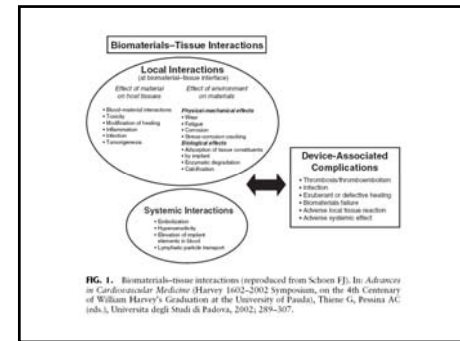 Biomaterials–Tissue Interactions
Local Interactions
(at biomaterial–tissue interface)
Effect of material
on host tissues
• Blood-material interactions
• Toxicity
• Modification of healing
• Inflammation
• Infection
• Tumorigenesis
Effect of environment
on materials
Physical-mechanical effects
• Wear
• Fatigue
• Corrosion
• Stress-corrosion cracking
Biological effects
• Adsorption of tissue constituents
by implant
• Enzymatic degradation
• Calcification
Device-Associated
Complications
• Thrombosis/thromboembolism
• Infection
• Exuberant or defective healing
• Biomaterials failure
• Adverse local tissue reaction
• Adverse systemic effect
Systemic Interactions
• Embolization
• Hypersensitivity
• Elevation of implant
elements in blood
• Lymphatic particle transport
FIG. 1. Biomaterials–tissue interactions (reproduced from Schoen FJ). In: Advances
in Cardiovascular Medicine (Harvey 1602–2002 Symposium, on the 4th Centenary
of William Harvey's Graduation at the University of Pauda), Thiene G, Pessina AC
(eds.), Universita degli Studi di Padova, 2002; 289–307.